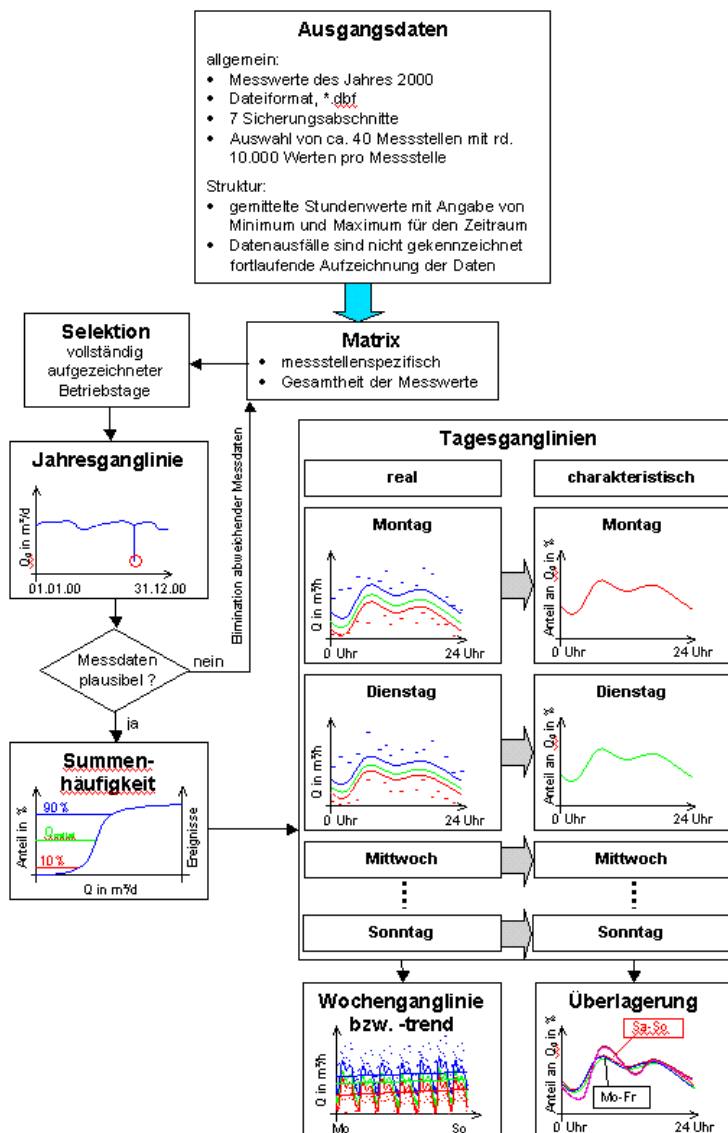 Ausgangsdaten
allgemein:
• Messwerte des Jahres 2000
• Dateiformat, *.dbf
• 7 Sicherungsabschnitte
• Auswahl von ca. 40 Messstellen mit rd.
10.000 Werten pro Messstelle
Struktur:
• gemittelte Stundenwerte mit Angabe von
Minimum und Maximum für den Zeitraum
• Datenausfälle sind nicht gekennzeichnet
fortlaufende Aufzeichnung der Daten
Selektion
vollständig
aufgezeichneter
Betriebstage
Matrix
• messstellenspezifisch
• Gesamtheit der Messwerte
Elimination abweichender Messdaten
Jahresganglinie
Qd in m³/d
01.01.00
31.12.00
Messdaten
plausibel ?
nein
ja
Summen-
häufigkeit
Anteil in %
90 %
10 %
Ereignisse
Q in m³/d
Tagesganglinien
real
charakteristisch
Montag
Q in m³/h
0 Uhr
24 Uhr
Montag
Anteil an Qd in %
0 Uhr
24 Uhr
Dienstag
Q in m³/h
0 Uhr
24 Uhr
Dienstag
Anteil an Qd in %
0 Uhr
24 Uhr
Mittwoch
Mittwoch
Sonntag
Sonntag
Wochenganglinie
bzw. -trend
Q in m³/h
Mo
So
Überlagerung
Anteil an Qd in %
Sa-So
Mo-Fr
0 Uhr
24 Uhr